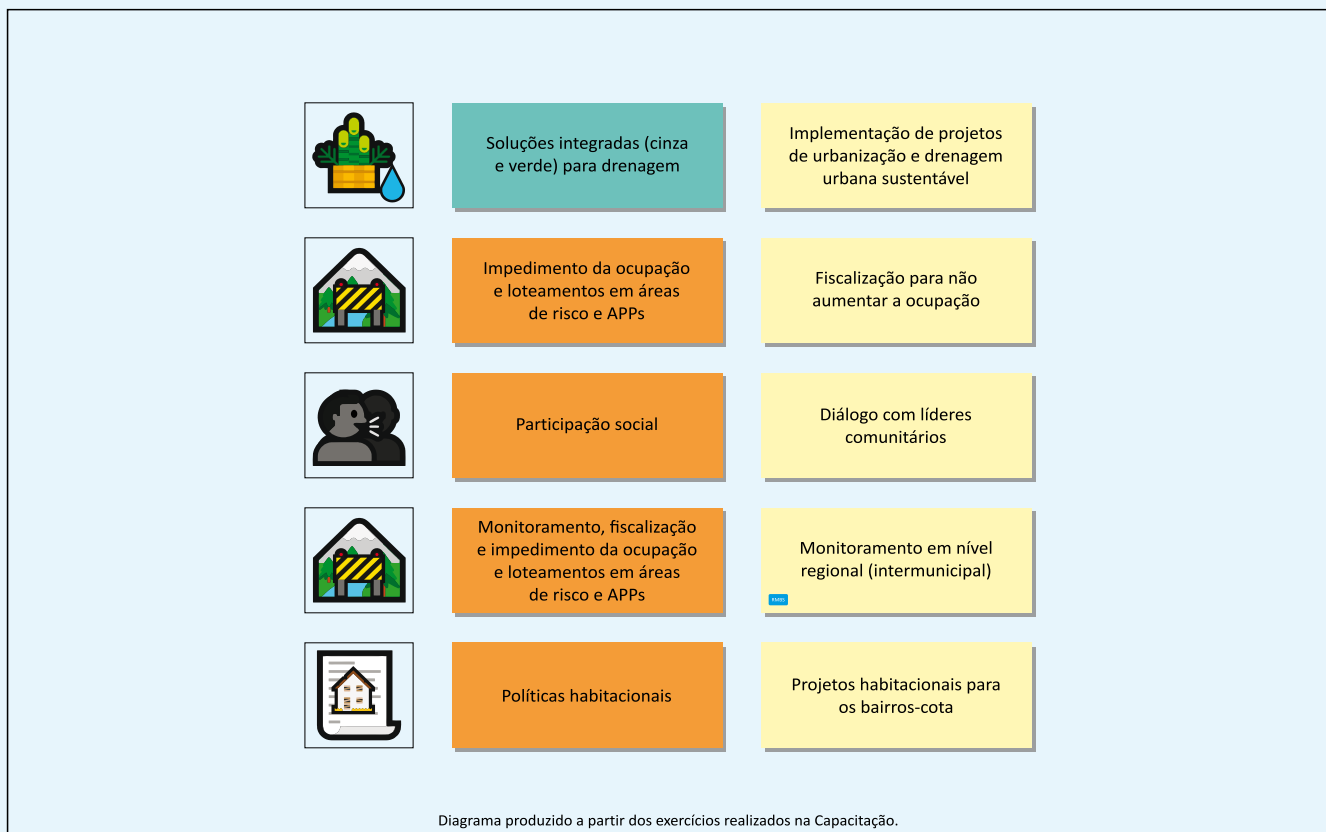 Soluções integradas (cinza
e verde) para drenagem
Implementação de projetos
de urbanização e drenagem
urbana sustentável
Impedimento da ocupação
e loteamentos em áreas
de risco e APPs
Fiscalização para não
aumentar a ocupação
Participação social
Diálogo com líderes
comunitários
Monitoramento, fiscalização
e impedimento da ocupação
e loteamentos em áreas
de risco e APPs
Monitoramento em nível
regional (intermunicipal)
RMBS
Políticas habitacionais
Projetos habitacionais para
os bairros-cota
Diagrama produzido a partir dos exercícios realizados na Capacitação.